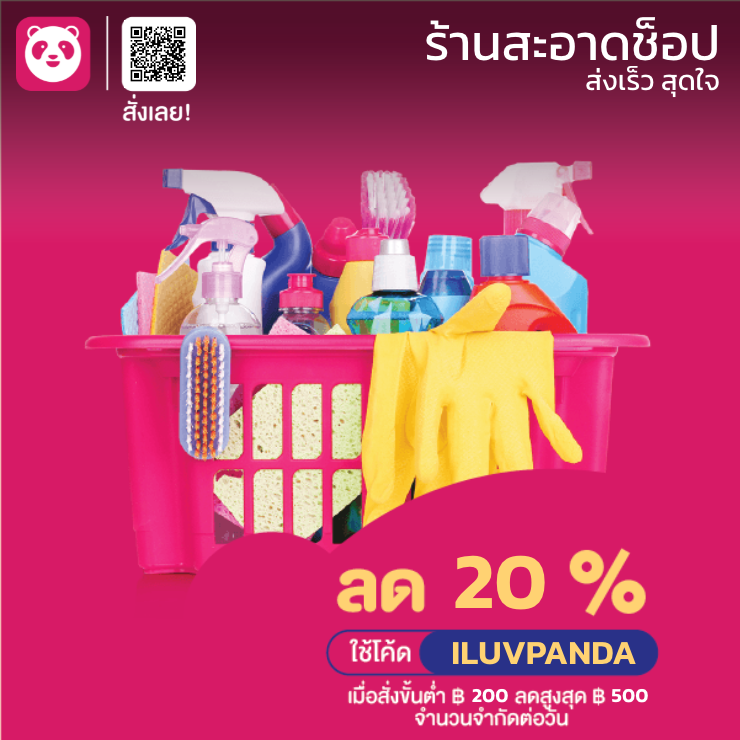 ร้านสะอาดช็อป
ส่งเร็ว สุดใจ
สั่งเลย!
ลด 20 %
ใช้โค้ด ILUVPANDA
เมื่อสั่งขั้นต่ำ ฿ 200 ลดสูงสุด ฿ 500
จำนวนจำกัดต่อวัน